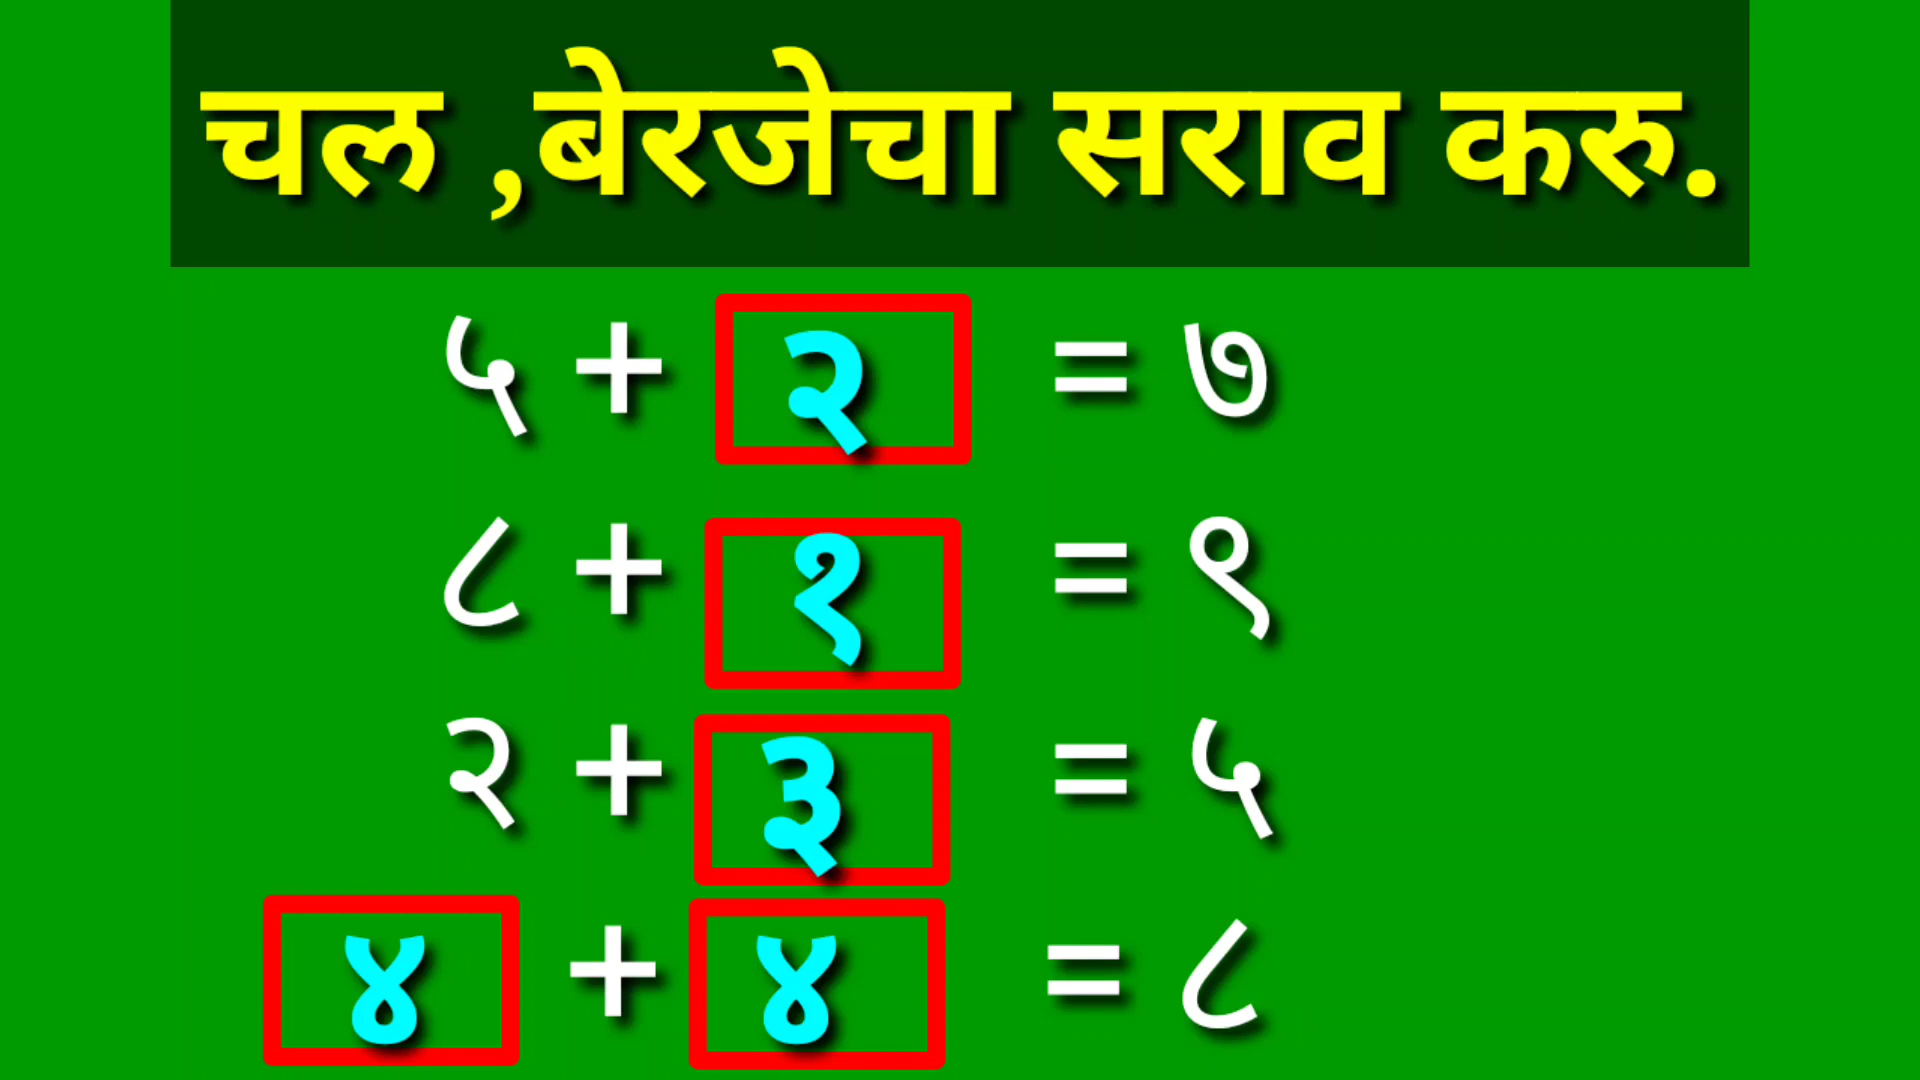 चल ,बेरजेचा सराव करु.
५ + २ = ७
८ + १ = ९
२ + ३ = ५
४ + ४ = ८